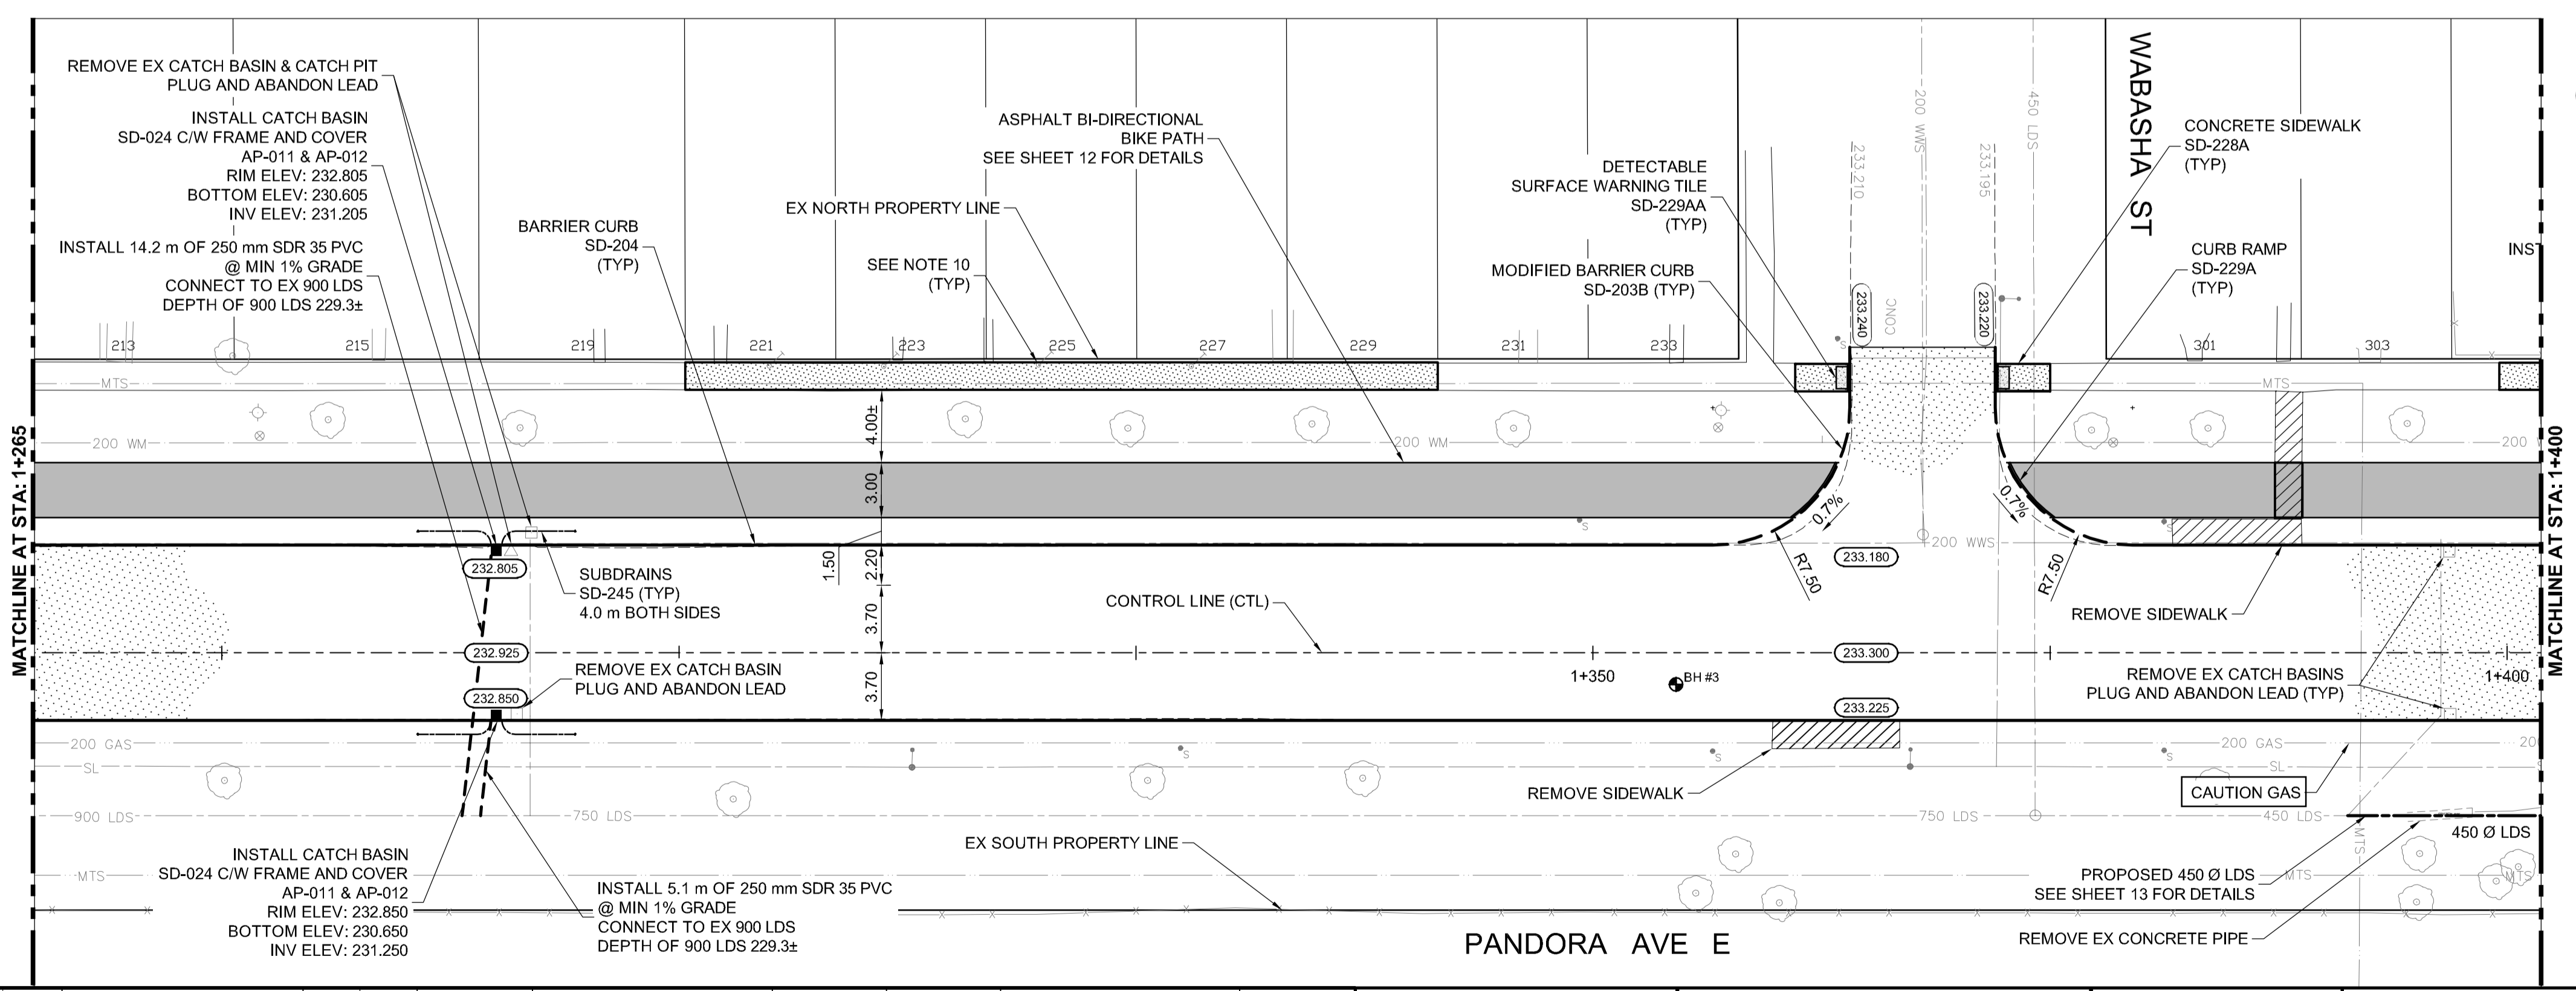 MATCHLINE AT STA: 1+265
REMOVE EX CATCH BASIN & CATCH PIT
PLUG AND ABANDON LEAD
INSTALL CATCH BASIN
SD-024 C/W FRAME AND COVER
AP-011 & AP-012
RIM ELEV: 232.805
BOTTOM ELEV: 230.605
INV ELEV: 231.205
INSTALL 14.2 m OF 250 mm SDR 35 PVC
@ MIN 1% GRADE
CONNECT TO EX 900 LDS
DEPTH OF 900 LDS 229.3±
BARRIER CURB
SD-204
(TYP)
ASPHALT BI-DIRECTIONAL
BIKE PATH
SEE SHEET 12 FOR DETAILS
EX NORTH PROPERTY LINE
SEE NOTE 10
(TYP)
DETECTABLE
SURFACE WARNING TILE
SD-229AA
(TYP)
MODIFIED BARRIER CURB
SD-203B (TYP)
200 WWS
450 LDS
233.210
233.195
233.240
CONC
233.220
WABASHA ST
CONCRETE SIDEWALK
SD-228A
(TYP)
CURB RAMP
SD-229A
(TYP)
INST
213
215
219
221
223
225
227
229
231
233
301
303
MTS
MTS
200 WM
200 WM
200
4.00±
3.00
1.50
2.20
3.70
3.70
S
S
S
0.7%
0.7%
R7.50
R7.50
200 WWS
232.805
232.925
232.850
SUBDRAINS
SD-245 (TYP)
4.0 m BOTH SIDES
REMOVE EX CATCH BASIN
PLUG AND ABANDON LEAD
CONTROL LINE (CTL)
1+350
BH #3
233.180
233.300
233.225
REMOVE SIDEWALK
REMOVE EX CATCH BASINS
PLUG AND ABANDON LEAD (TYP)
1+400
MATCHLINE AT STA: 1+400
200 GAS
200 GAS
20
SL
SL
S
S
S
REMOVE SIDEWALK
CAUTION GAS
900 LDS
750 LDS
750 LDS
450 LDS
450 Ø LDS
MTS
INSTALL CATCH BASIN
SD-024 C/W FRAME AND COVER
AP-011 & AP-012
RIM ELEV: 232.850
BOTTOM ELEV: 230.650
INV ELEV: 231.250
INSTALL 5.1 m OF 250 mm SDR 35 PVC
@ MIN 1% GRADE
CONNECT TO EX 900 LDS
DEPTH OF 900 LDS 229.3±
EX SOUTH PROPERTY LINE
PROPOSED 450 Ø LDS
SEE SHEET 13 FOR DETAILS
REMOVE EX CONCRETE PIPE
MTS
MTS
MTS
PANDORA AVE E